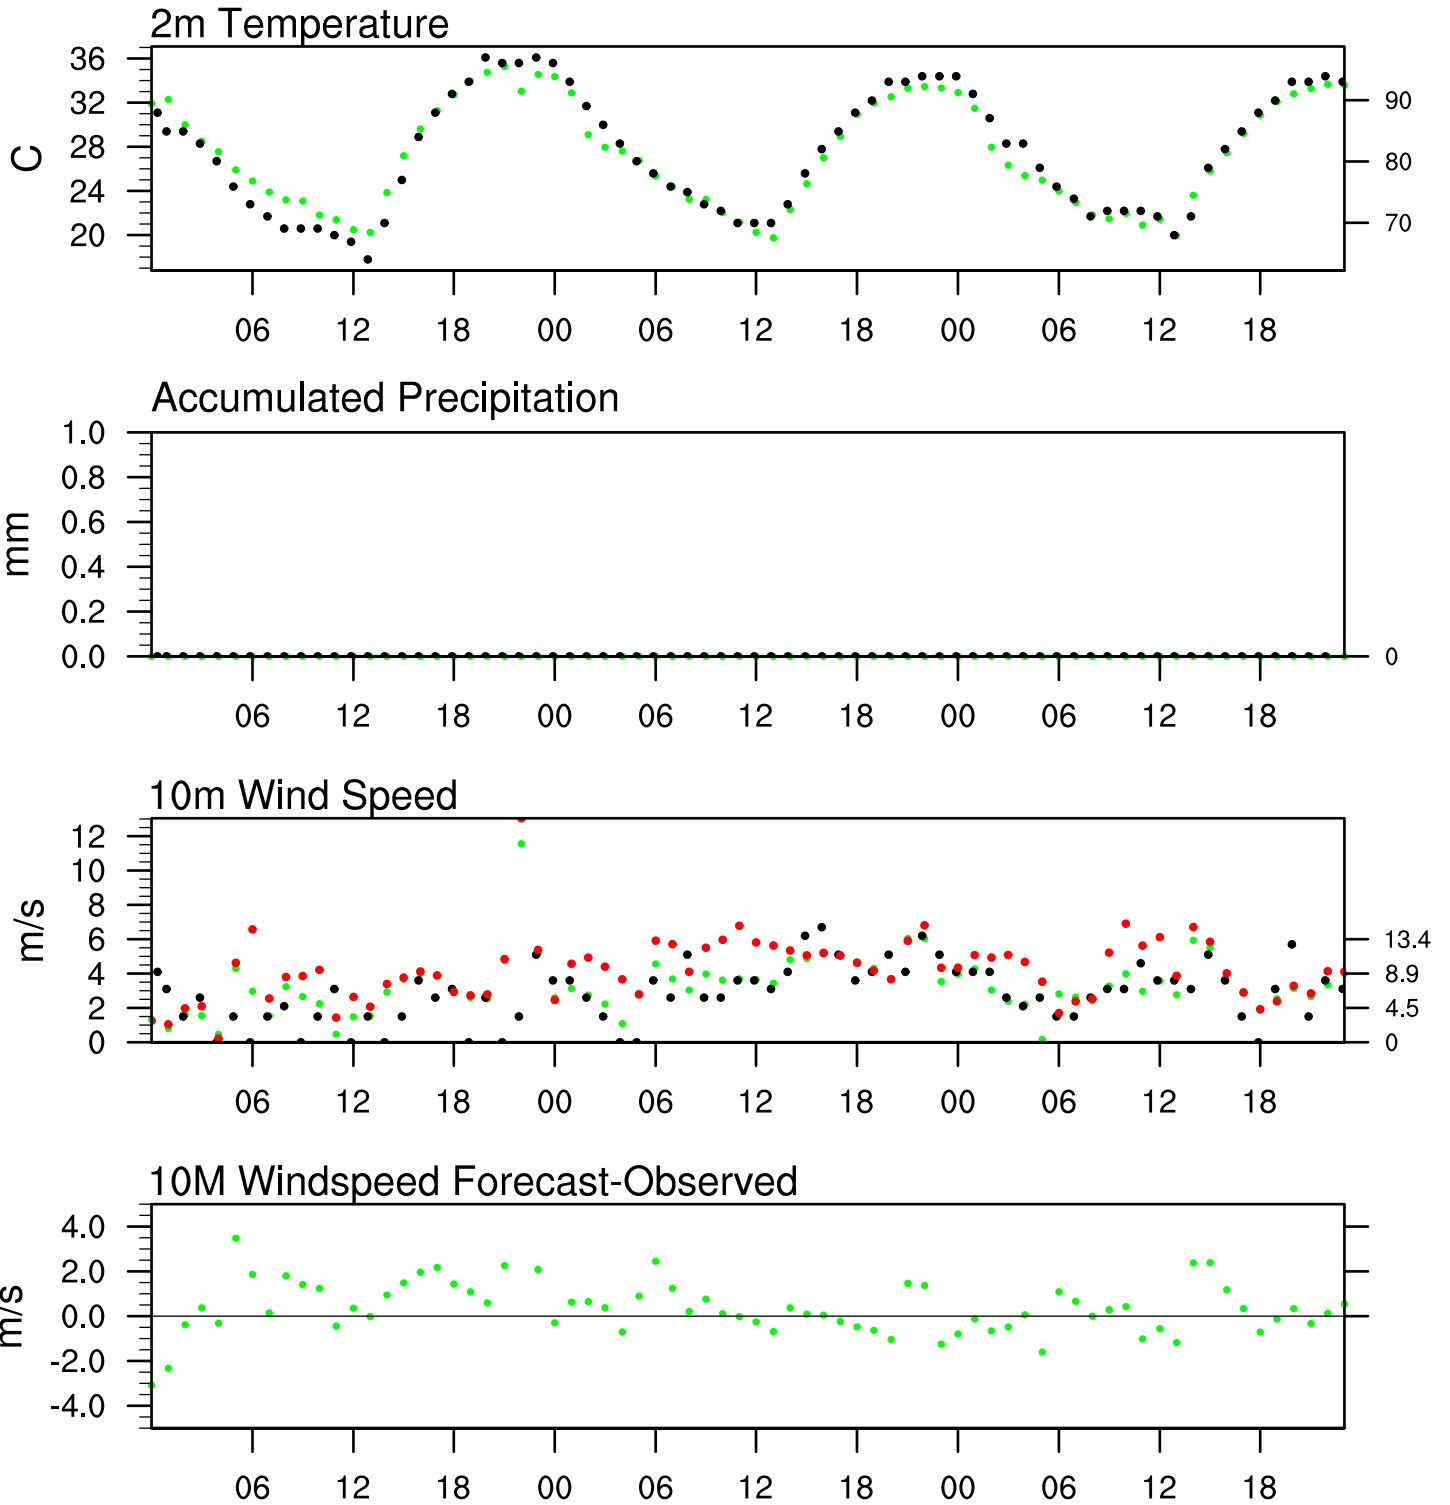 2m Temperature
36
32
28
24
20
C
90
80
70
06 12 18 00 06 12 18 00 06 12 18
Accumulated Precipitation
1.0
0.8
0.6
0.4
0.2
0.0
mm
0
06 12 18 00 06 12 18 00 06 12 18
10m Wind Speed
12
10
8
6
4
2
0
m/s
13.4
8.9
4.5
0
06 12 18 00 06 12 18 00 06 12 18
10M Windspeed Forecast-Observed
4.0
2.0
0.0
-2.0
-4.0
m/s
06 12 18 00 06 12 18 00 06 12 18